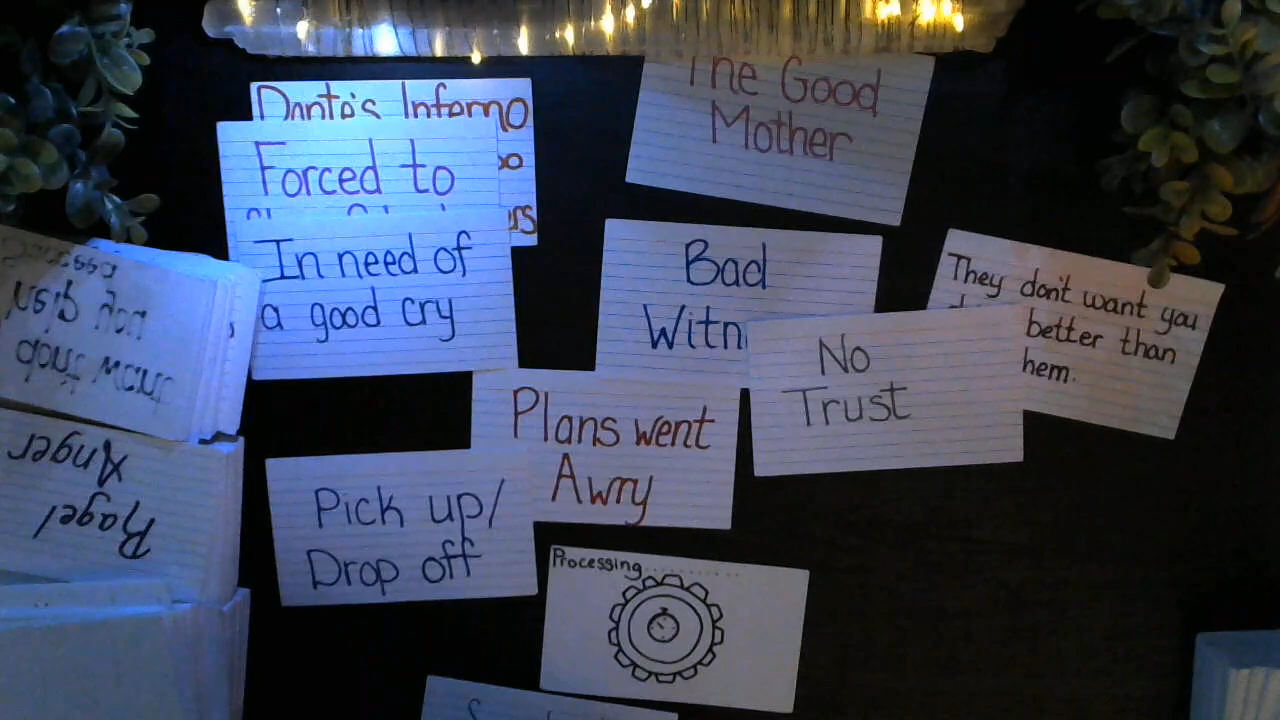 Dante's Inferno
Forced to
In need of
a good cry
The Good
Mother
Bad
Witn
They don't want you
better than
hem.
No
Trust
Plans went
Awry
Pick up/
Drop off
Processing........
Anger
Rage/